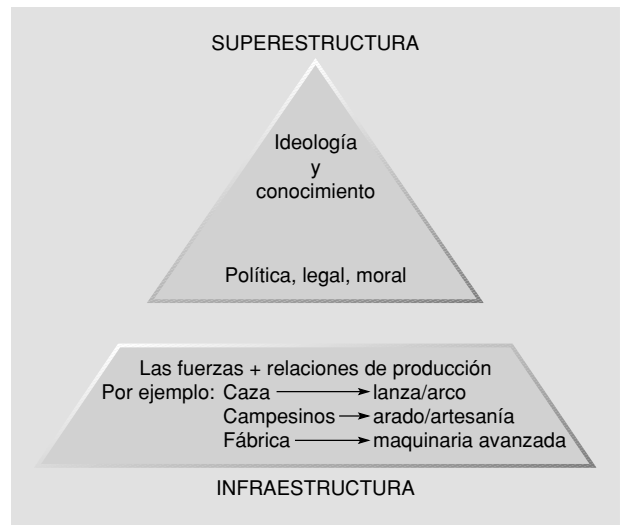 SUPERESTRUCTURA
Ideología
y
conocimiento
Política, legal, moral
Las fuerzas + relaciones de producción
Por ejemplo: Caza → lanza/arco
Campesinos → arado/artesanía
Fábrica → maquinaria avanzada
INFRAESTRUCTURA